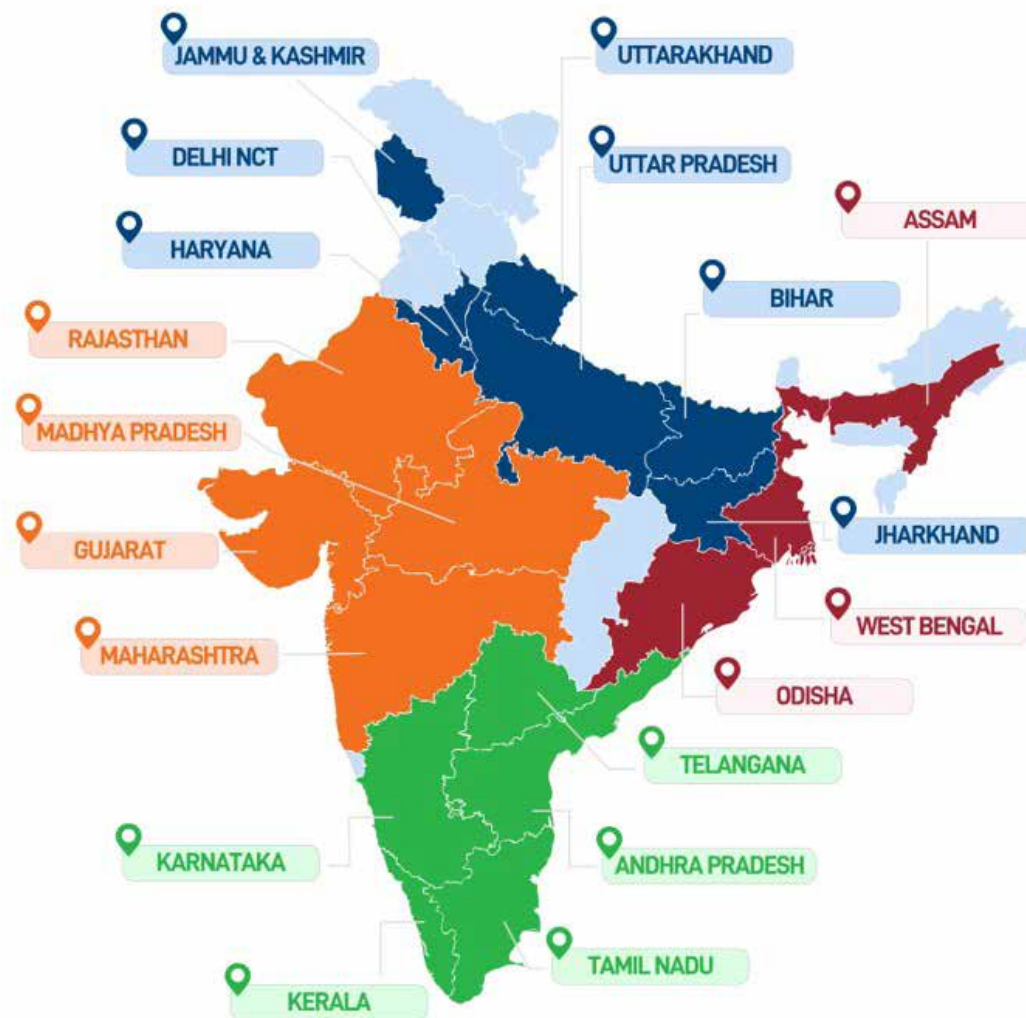 JAMMU & KASHMIR
UTTARAKHAND
DELHI NCT
UTTAR PRADESH
ASSAM
HARYANA
BIHAR
RAJASTHAN
MADHYA PRADESH
GUJARAT
JHARKHAND
MAHARASHTRA
WEST BENGAL
ODISHA
TELANGANA
KARNATAKA
ANDHRA PRADESH
TAMIL NADU
KERALA